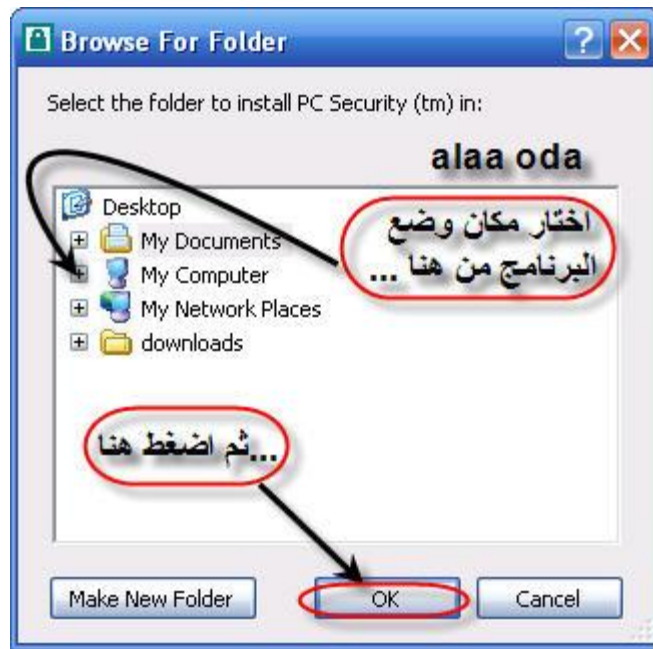 Browse For Folder
Select the folder to install PC Security (tm) in:
alaa oda
Desktop
My Documents
My Computer
My Network Places
downloads
اختار مكان وضع
البرنامج من هنا ...
...ثم اضغط هنا
Make New Folder
OK
Cancel